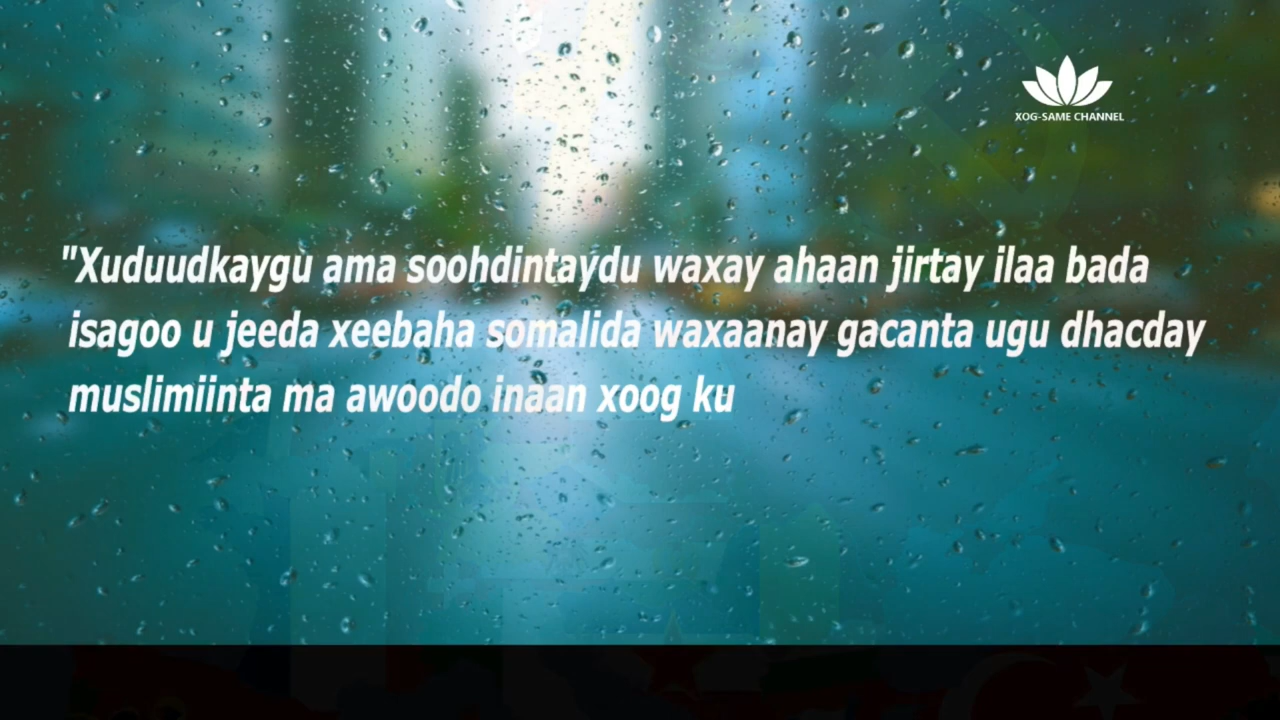 XOG-SAME CHANNEL
"Xuduudkaygu ama soohdintaydu waxay ahaan jirtay ilaa bada
isagoo u jeeda xeebaha somalida waxaanay gacanta ugu dhacday
muslimiinta ma awoodo inaan xoog ku